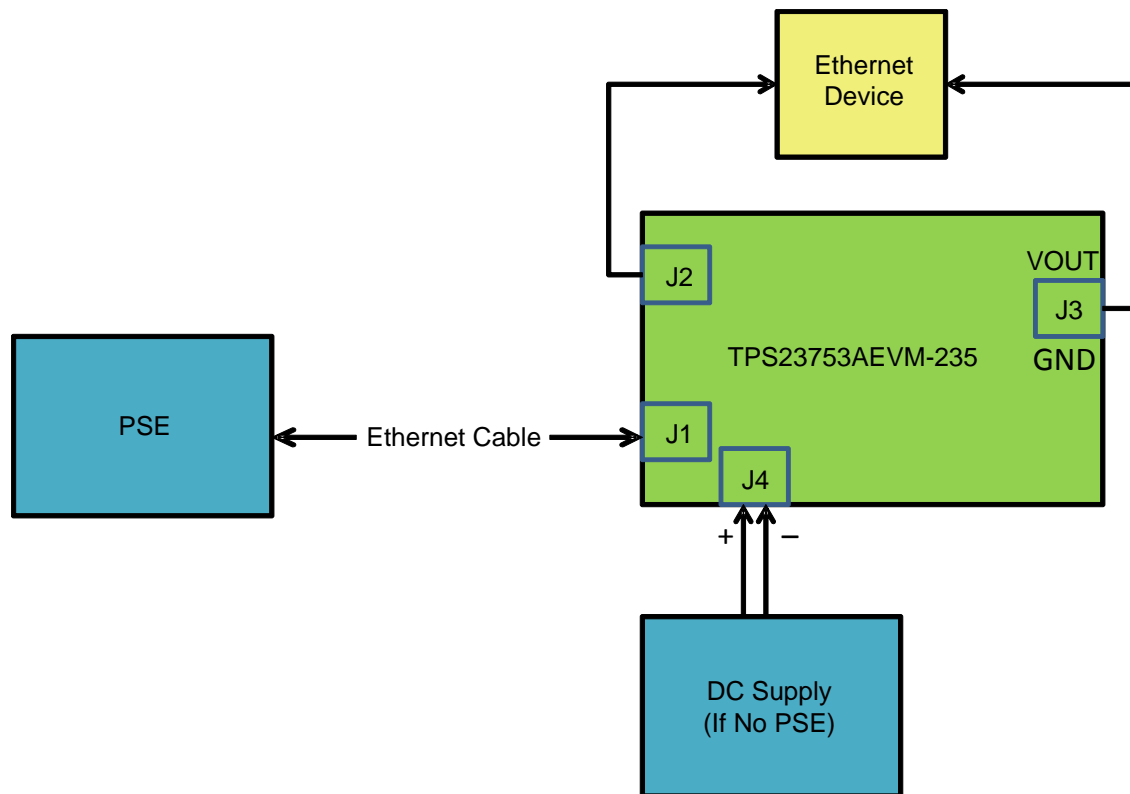 Ethernet
Device
J2
VOUT
J3
GND
TPS23753AEVM-235
PSE
Ethernet Cable
J1
J4
+ –
DC Supply
(If No PSE)